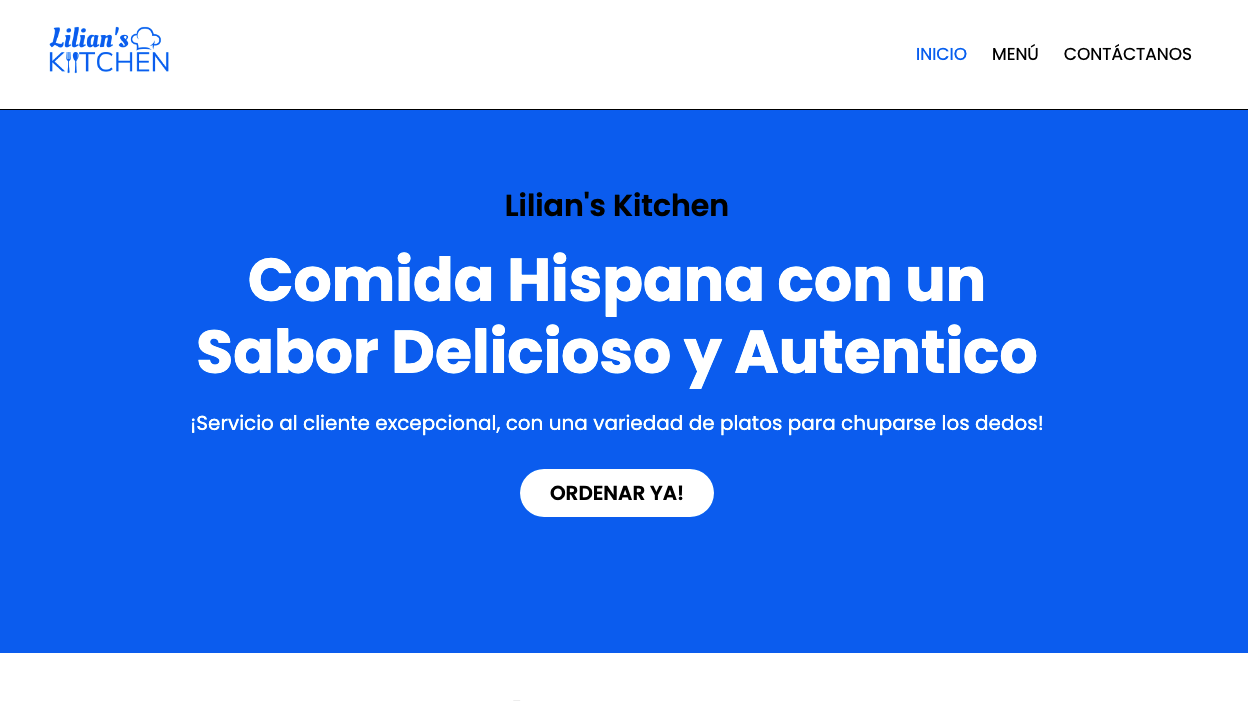 Lilian's
KITCHEN
INICIO MENÚ CONTÁCTANOS
Lilian's Kitchen
Comida Hispana con un
Sabor Delicioso y Autentico
¡Servicio al cliente excepcional, con una variedad de platos para chuparse los dedos!
ORDENAR YA!